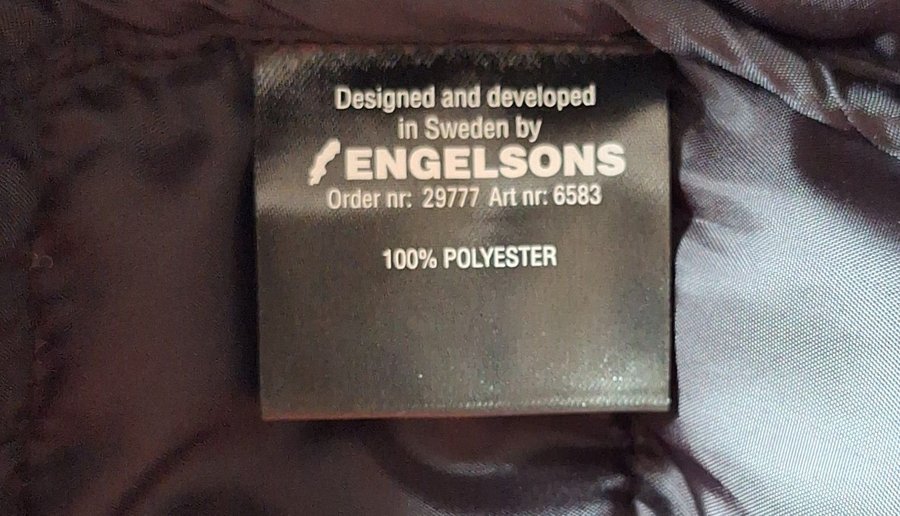 Designed and developed
in Sweden by
ENGELSONS
Order nr: 29777 Art nr: 6583
100% POLYESTER